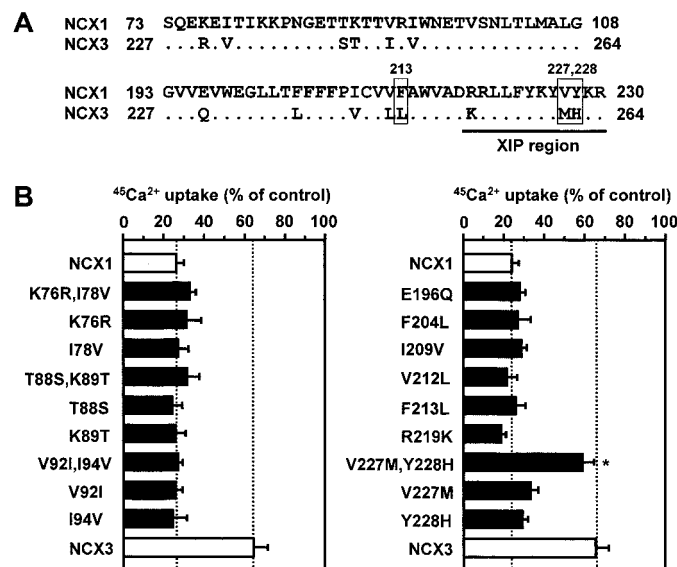 A
NCX1 73 SQEKEITIKKPNGETTKTTVRIWNETVSNLTLMALG 108
NCX3 227 ...R.V.........ST..I.V.............. 264
213 227,228
NCX1 193 GVVEVWEGLLTFFFFPICVVFAWVADRRLLFYKYVYKR 230
NCX3 227 ...Q.......L....V..LL.....K.......MH.. 264
XIP region
B
45Ca2+ uptake (% of control)
0 20 40 60 80 100
NCX1
K76R,I78V
K76R
I78V
T88S,K89T
T88S
K89T
V92I,I94V
V92I
I94V
NCX3
45Ca2+ uptake (% of control)
0 20 40 60 80 100
NCX1
E196Q
F204L
I209V
V212L
F213L
R219K
V227M,Y228H *
V227M
Y228H
NCX3